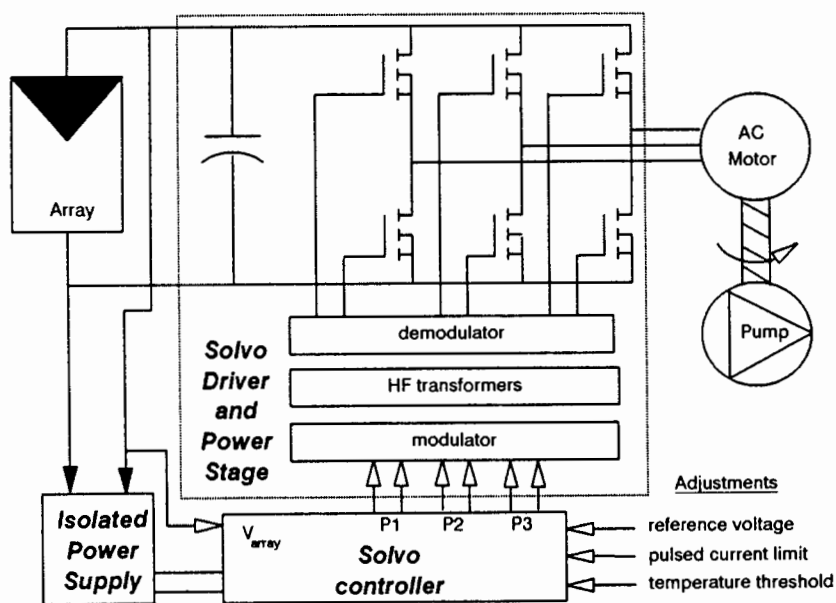 Array
AC
Motor
Pump
demodulator
HF transformers
modulator
Solvo
Driver
and
Power
Stage
Adjustments
reference voltage
pulsed current limit
temperature threshold
P1 P2 P3
Varray
Solvo
controller
Isolated
Power
Supply